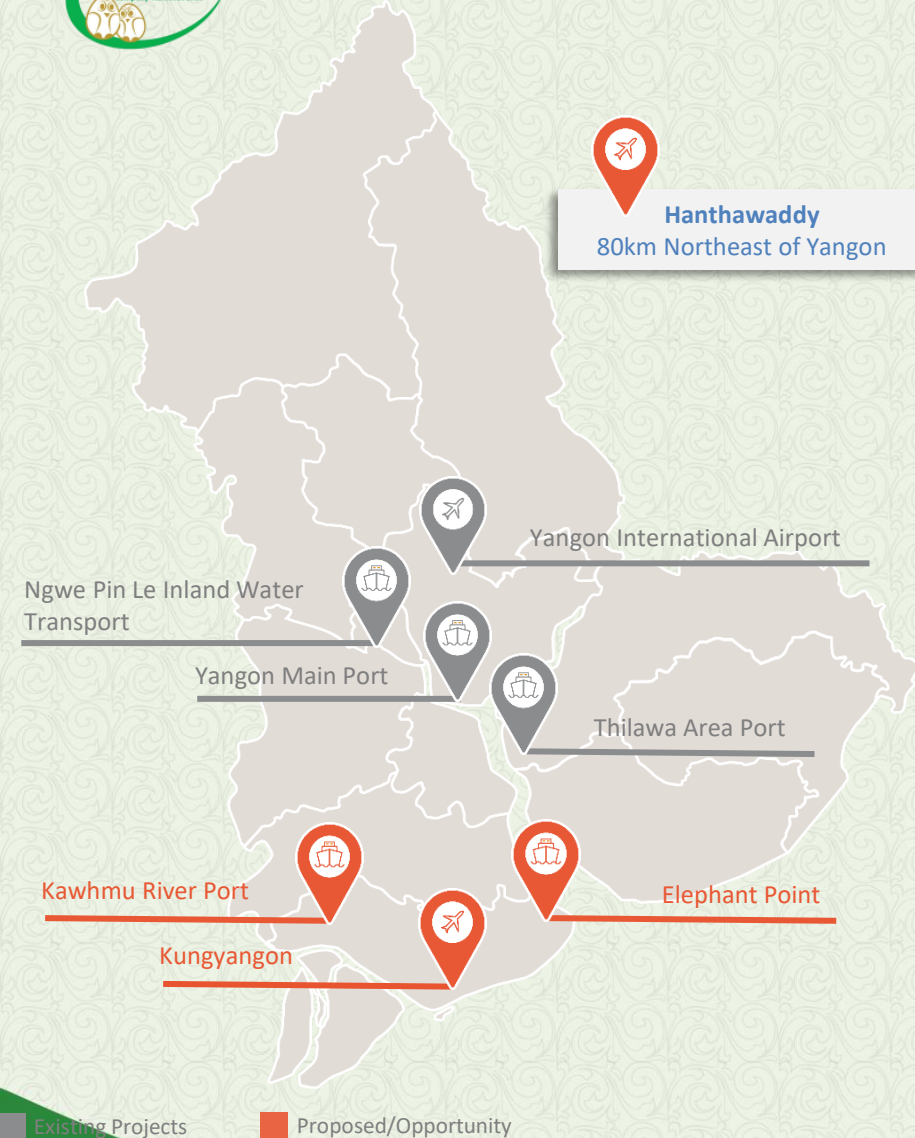 Hanthawaddy
80km Northeast of Yangon
Yangon International Airport
Ngwe Pin Le Inland Water
Transport
Yangon Main Port
Thilawa Area Port
Kawhmu River Port
Elephant Point
Kungyangon
Existing Projects
Proposed/Opportunity